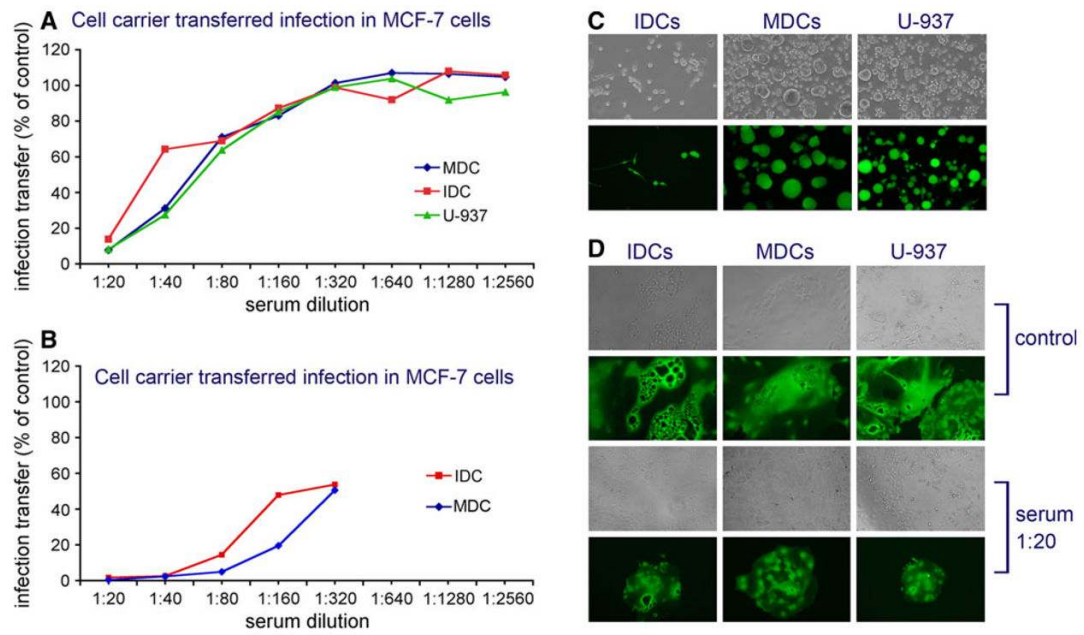 A Cell carrier transferred infection in MCF-7 cells
infection transfer (% of control)
120
100
80
60
40
20
0
MDC
IDC
U-937
1:20 1:40 1:80 1:160 1:320 1:640 1:1280 1:2560
serum dilution
B
Cell carrier transferred infection in MCF-7 cells
infection transfer (% of control)
120
100
80
60
40
20
0
IDC
MDC
1:20 1:40 1:80 1:160 1:320 1:640 1:1280 1:2560
serum dilution
C IDCs MDCs U-937
D IDCs MDCs U-937
control
serum
1:20